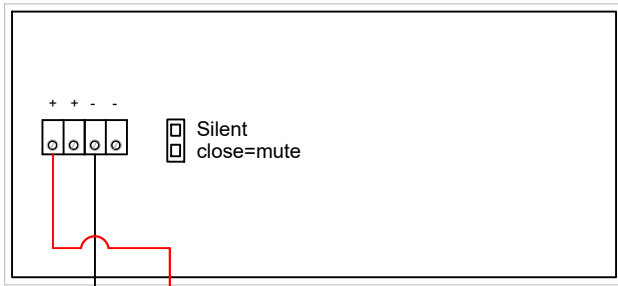 + + - -
Silent
close=mute